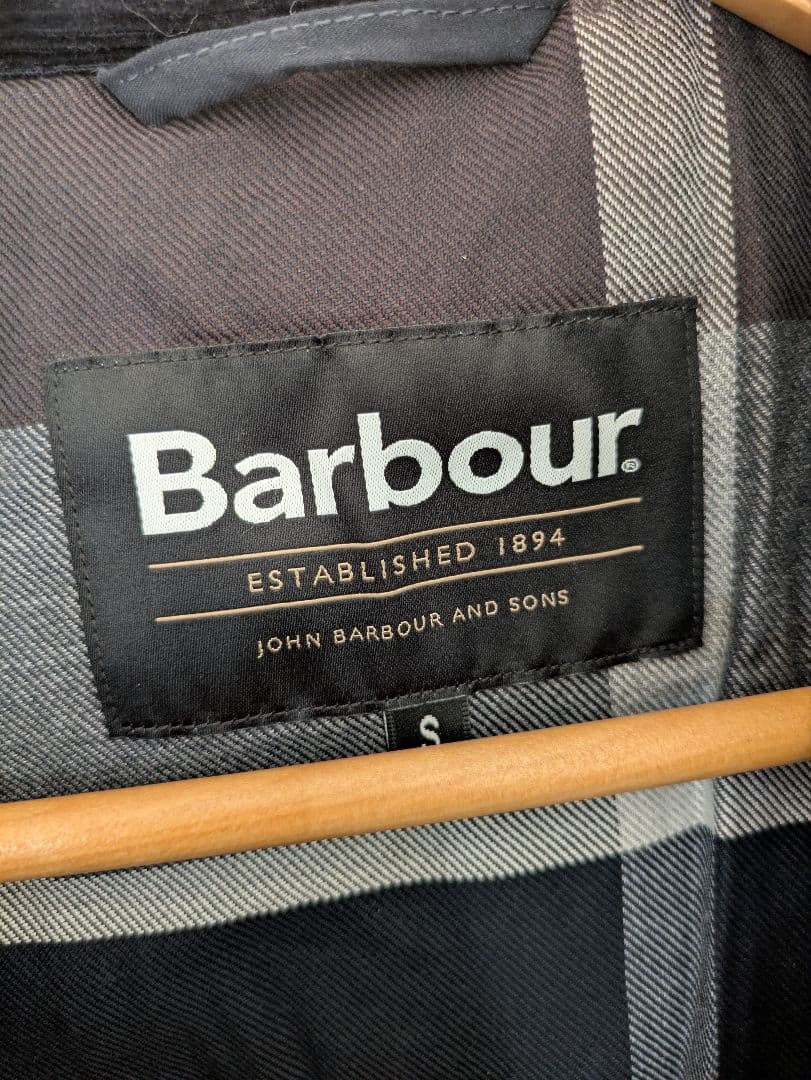 Barbour®
ESTABLISHED 1894
JOHN BARBOUR AND SONS
S